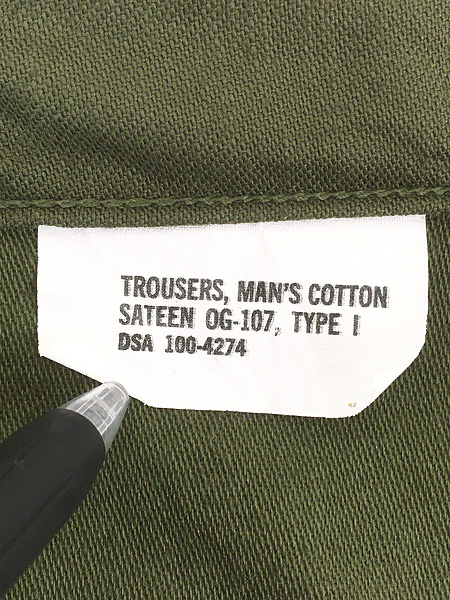 TROUSERS, MAN'S COTTON
SATEEN OG-107, TYPE I
DSA 100-4274